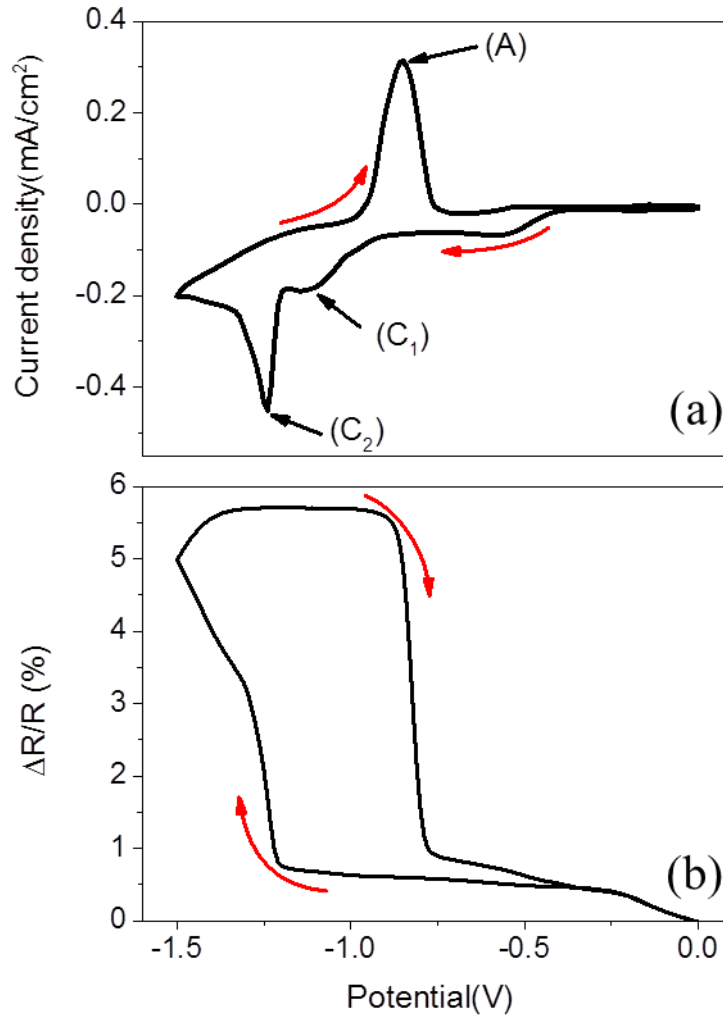 0.4
(A)
0.2
0.0
-0.2
(C₁)
-0.4
(C₂)
(a)
Current density(mA/cm²)
6
5
4
3
2
1
0
(b)
ΔR/R (%)
-1.5 -1.0 -0.5 0.0
Potential(V)